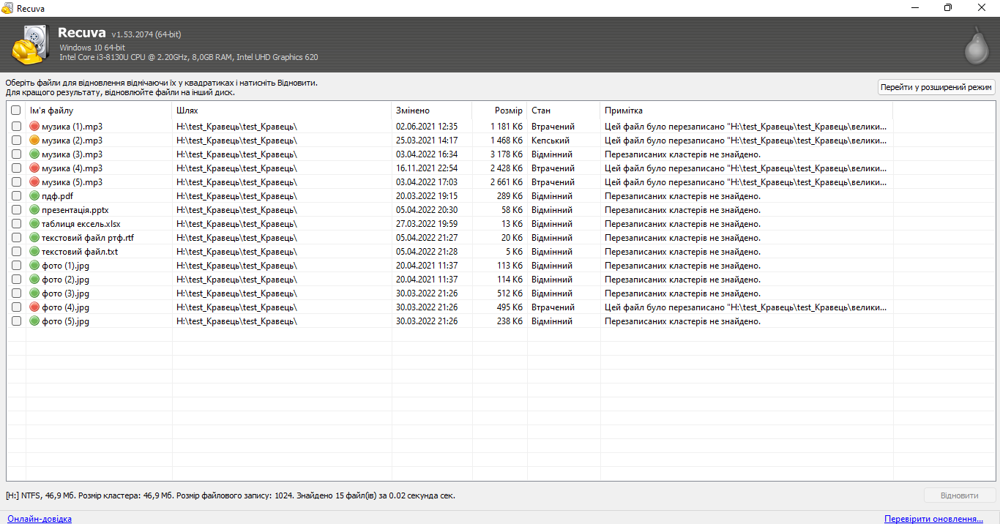 Recuva
Recuva v1.53.2074 (64-bit)
Windows 10 64-bit
Intel Core i3-8130U CPU @ 2.20GHz, 8,0GB RAM, Intel UHD Graphics 620
Оберіть файли для відновлення відмічаючи їх у квадратиках і натисніть Відновити.
Для кращого результату, відновлюйте файли на інший диск.
Перейти у розширений режим
Ім'я файлу Шлях Змінено Розмір Стан Примітка
музика (1).mp3 H:\test_Кравець\test_Кравець\ 02.06.2021 12:35 1 181 Кб Втрачений Цей файл було перезаписано "H:\test_Кравець\test_Кравець\велики...
музика (2).mp3 H:\test_Кравець\test_Кравець\ 25.03.2021 14:17 1 468 Кб Кепський Цей файл було перезаписано "H:\test_Кравець\test_Кравець\велики...
музика (3).mp3 H:\test_Кравець\test_Кравець\ 03.04.2022 16:34 3 178 Кб Відмінний Перезаписаних кластерів не знайдено.
музика (4).mp3 H:\test_Кравець\test_Кравець\ 16.11.2021 22:54 2 428 Кб Втрачений Цей файл було перезаписано "H:\test_Кравець\test_Кравець\велики...
музика (5).mp3 H:\test_Кравець\test_Кравець\ 03.04.2022 17:03 2 661 Кб Втрачений Цей файл було перезаписано "H:\test_Кравець\test_Кравець\велики...
пдф.pdf H:\test_Кравець\test_Кравець\ 20.03.2022 19:15 289 Кб Відмінний Перезаписаних кластерів не знайдено.
презентація.pptx H:\test_Кравець\test_Кравець\ 05.04.2022 20:30 58 Кб Відмінний Перезаписаних кластерів не знайдено.
таблиця ексель.xlsx H:\test_Кравець\test_Кравець\ 27.03.2022 19:59 13 Кб Відмінний Перезаписаних кластерів не знайдено.
текстовий файл ртф.rtf H:\test_Кравець\test_Кравець\ 05.04.2022 21:27 20 Кб Відмінний Перезаписаних кластерів не знайдено.
текстовий файл.txt H:\test_Кравець\test_Кравець\ 05.04.2022 21:28 5 Кб Відмінний Перезаписаних кластерів не знайдено.
фото (1).jpg H:\test_Кравець\test_Кравець\ 20.04.2021 11:37 113 Кб Відмінний Перезаписаних кластерів не знайдено.
фото (2).jpg H:\test_Кравець\test_Кравець\ 20.04.2021 11:37 114 Кб Відмінний Перезаписаних кластерів не знайдено.
фото (3).jpg H:\test_Кравець\test_Кравець\ 30.03.2022 21:26 512 Кб Відмінний Перезаписаних кластерів не знайдено.
фото (4).jpg H:\test_Кравець\test_Кравець\ 30.03.2022 21:26 495 Кб Втрачений Цей файл було перезаписано "H:\test_Кравець\test_Кравець\велики...
фото (5).jpg H:\test_Кравець\test_Кравець\ 30.03.2022 21:26 238 Кб Відмінний Перезаписаних кластерів не знайдено.
[H:] NTFS, 46,9 Мб. Розмір кластера: 46,9 Мб. Розмір файлового запису: 1024. Знайдено 15 файл(ів) за 0.02 секунда сек.
Відновити
Онлайн-довідка
Перевірити оновлення...